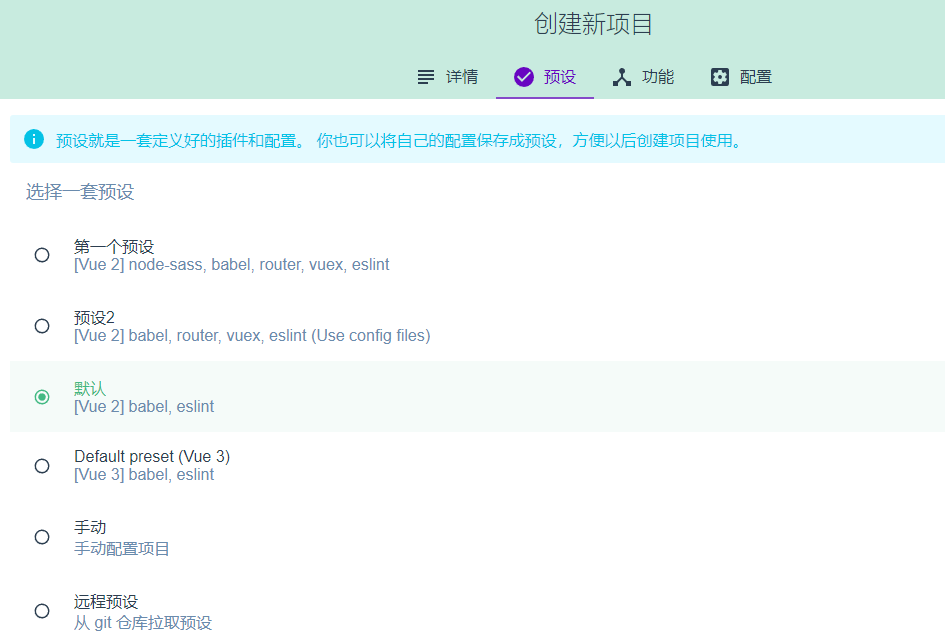 创建新项目
详情 预设 功能 配置
预设就是一套定义好的插件和配置。 你也可以将自己的配置保存成预设，方便以后创建项目使用。
选择一套预设
第一个预设
[Vue 2] node-sass, babel, router, vuex, eslint
预设2
[Vue 2] babel, router, vuex, eslint (Use config files)
默认
[Vue 2] babel, eslint
Default preset (Vue 3)
[Vue 3] babel, eslint
手动
手动配置项目
远程预设
从 git 仓库拉取预设